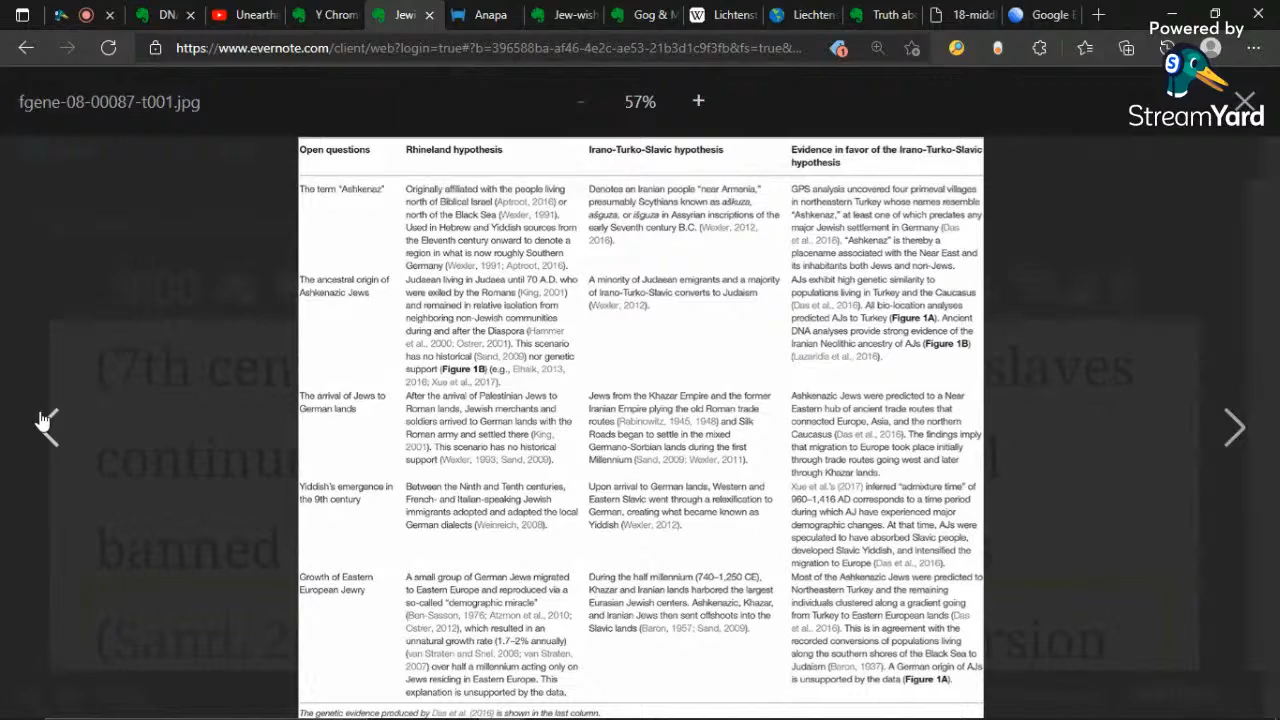 DNA
Unearthe
Y Chrom
Jewi
Anapa
Jew-wish
Gog & M
Lichtenst
Liechten
Truth ab
18-middl
Google E
https://www.evernote.com/client/web?login=true#?b=396588ba-af46-4e2c-ae53-21b3d1c9f3fb&fs=true&...
1
Powered by
S
StreamYard
fgene-08-00087-t001.jpg
57%
Open questions
Rhineland hypothesis
Irano-Turko-Slavic hypothesis
Evidence in favor of the Irano-Turko-Slavic
hypothesis
The term "Ashkenaz"
Originally affiliated with the people living
north of Biblical Israel (Aptroot, 2016) or
north of the Black Sea (Wexler, 1991).
Used in Hebrew and Yiddish sources from
the Eleventh century onward to denote a
region in what is now roughly Southern
Germany (Wexler, 1991; Aptroot, 2016).
Denotes an Iranian people "near Armenia,"
presumably Scythians known as aškuza,
ašguza, or išguza in Assyrian inscriptions of the
early Seventh century B.C. (Wexler, 2012,
2016).
GPS analysis uncovered four primeval villages
in northeastern Turkey whose names resemble
"Ashkenaz," at least one of which predates any
major Jewish settlement in Germany (Das
et al., 2016). "Ashkenaz" is thereby a
placename associated with the Near East and
its inhabitants both Jews and non-Jews.
The ancestral origin of
Ashkenazic Jews
Judaean living in Judaea until 70 A.D. who
were exiled by the Romans (King, 2001)
and remained in relative isolation from
neighboring non-Jewish communities
during and after the Diaspora (Hammer
et al., 2000; Ostrer, 2001). This scenario
has no historical (Sand, 2009) nor genetic
support (Figure 1B) (e.g., Elhaik, 2013,
2016; Xue et al., 2017).
A minority of Judaean emigrants and a majority
of Irano-Turko-Slavic converts to Judaism
(Wexler, 2012).
AJs exhibit high genetic similarity to
populations living in Turkey and the Caucasus
(Das et al., 2016). All bio-location analyses
predicted AJs to Turkey (Figure 1A). Ancient
DNA analyses provide strong evidence of the
Iranian Neolithic ancestry of AJs (Figure 1B)
(Lazaridis et al., 2016).
The arrival of Jews to
German lands
After the arrival of Palestinian Jews to
Roman lands, Jewish merchants and
soldiers arrived to German lands with the
Roman army and settled there (King,
2001). This scenario has no historical
support (Wexler, 1993, Sand, 2009).
Jews from the Khazar Empire and the former
Iranian Empire plying the old Roman trade
routes (Rabinowitz, 1945, 1948) and Silk
Roads began to settle in the mixed
Germano-Sorbian lands during the first
Millennium (Sand, 2009; Wexler, 2011).
Ashkenazic Jews were predicted to a Near
Eastern hub of ancient trade routes that
connected Europe, Asia, and the northern
Caucasus (Das et al., 2016). The findings imply
that migration to Europe took place initially
through trade routes going west and later
through Khazar lands.
Yiddish's emergence in
the 9th century
Between the Ninth and Tenth centuries,
French- and Italian-speaking Jewish
immigrants adopted and adapted the local
German dialects (Weinreich, 2008).
Upon arrival to German lands, Western and
Eastern Slavic went through a relexification to
German, creating what became known as
Yiddish (Wexler, 2012).
Xue et al.'s (2017) inferred "admixture time" of
960–1,416 AD corresponds to a time period
during which AJ have experienced major
demographic changes. At that time, AJs were
speculated to have absorbed Slavic people,
developed Slavic Yiddish, and intensified the
migration to Europe (Das et al., 2016).
Growth of Eastern
European Jewry
A small group of German Jews migrated
to Eastern Europe and reproduced via a
so-called "demographic miracle"
(Ben-Sasson, 1976; Atzmon et al., 2010;
Ostrer, 2012), which resulted in an
unnatural growth rate (1.7–2% annually)
(van Straten and Snel, 2006; van Straten,
2007) over half a millennium acting only on
Jews residing in Eastern Europe. This
explanation is unsupported by the data.
During the half millennium (740–1,250 CE),
Khazar and Iranian lands harbored the largest
Eurasian Jewish centers. Ashkenazic, Khazar,
and Iranian Jews then sent offshoots into the
Slavic lands (Baron, 1957; Sand, 2009).
Most of the Ashkenazic Jews were predicted to
Northeastern Turkey and the remaining
individuals clustered along a gradient going
from Turkey to Eastern European lands (Das
et al., 2016). This is in agreement with the
recorded conversions of populations living
along the southern shores of the Black Sea to
Judaism (Baron, 1937). A German origin of AJs
is unsupported by the data (Figure 1A).
The genetic evidence produced by Das et al. (2016) is shown in the last column.
(7th cen
slaves
banned